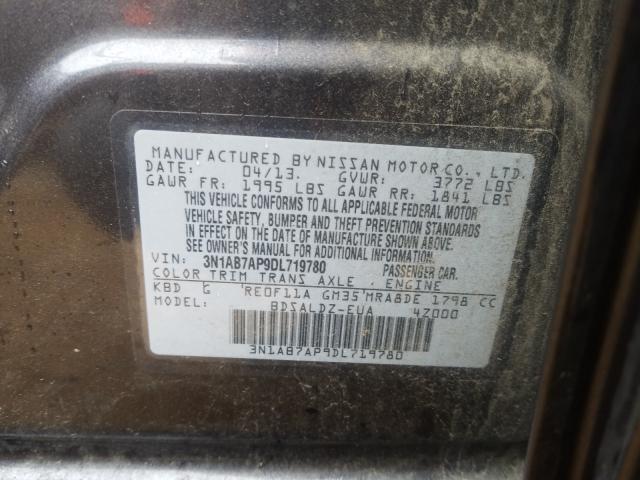 MANUFACTURED BY NISSAN MOTOR CO., LTD.
DATE: 04/13. GVWR: 3772 LBS
GAWR FR: 1995 LBS GAWR RR: 1841 LBS
THIS VEHICLE CONFORMS TO ALL APPLICABLE FEDERAL MOTOR
VEHICLE SAFETY, BUMPER AND THEFT PREVENTION STANDARDS
IN EFFECT ON THE DATE OF MANUFACTURE SHOWN ABOVE.
SEE OWNER'S MANUAL FOR ADDITIONAL INFORMATION.
VIN: 3N1AB7AP9DL719780 PASSENGER CAR.
COLOR TRIM TRANS AXLE . ENGINE
KBD G 'RE0F11A GM35'MRA8DE 1798 CC
MODEL: BDSALDZ-EUA 4Z000
3N1AB7AP9DL719780